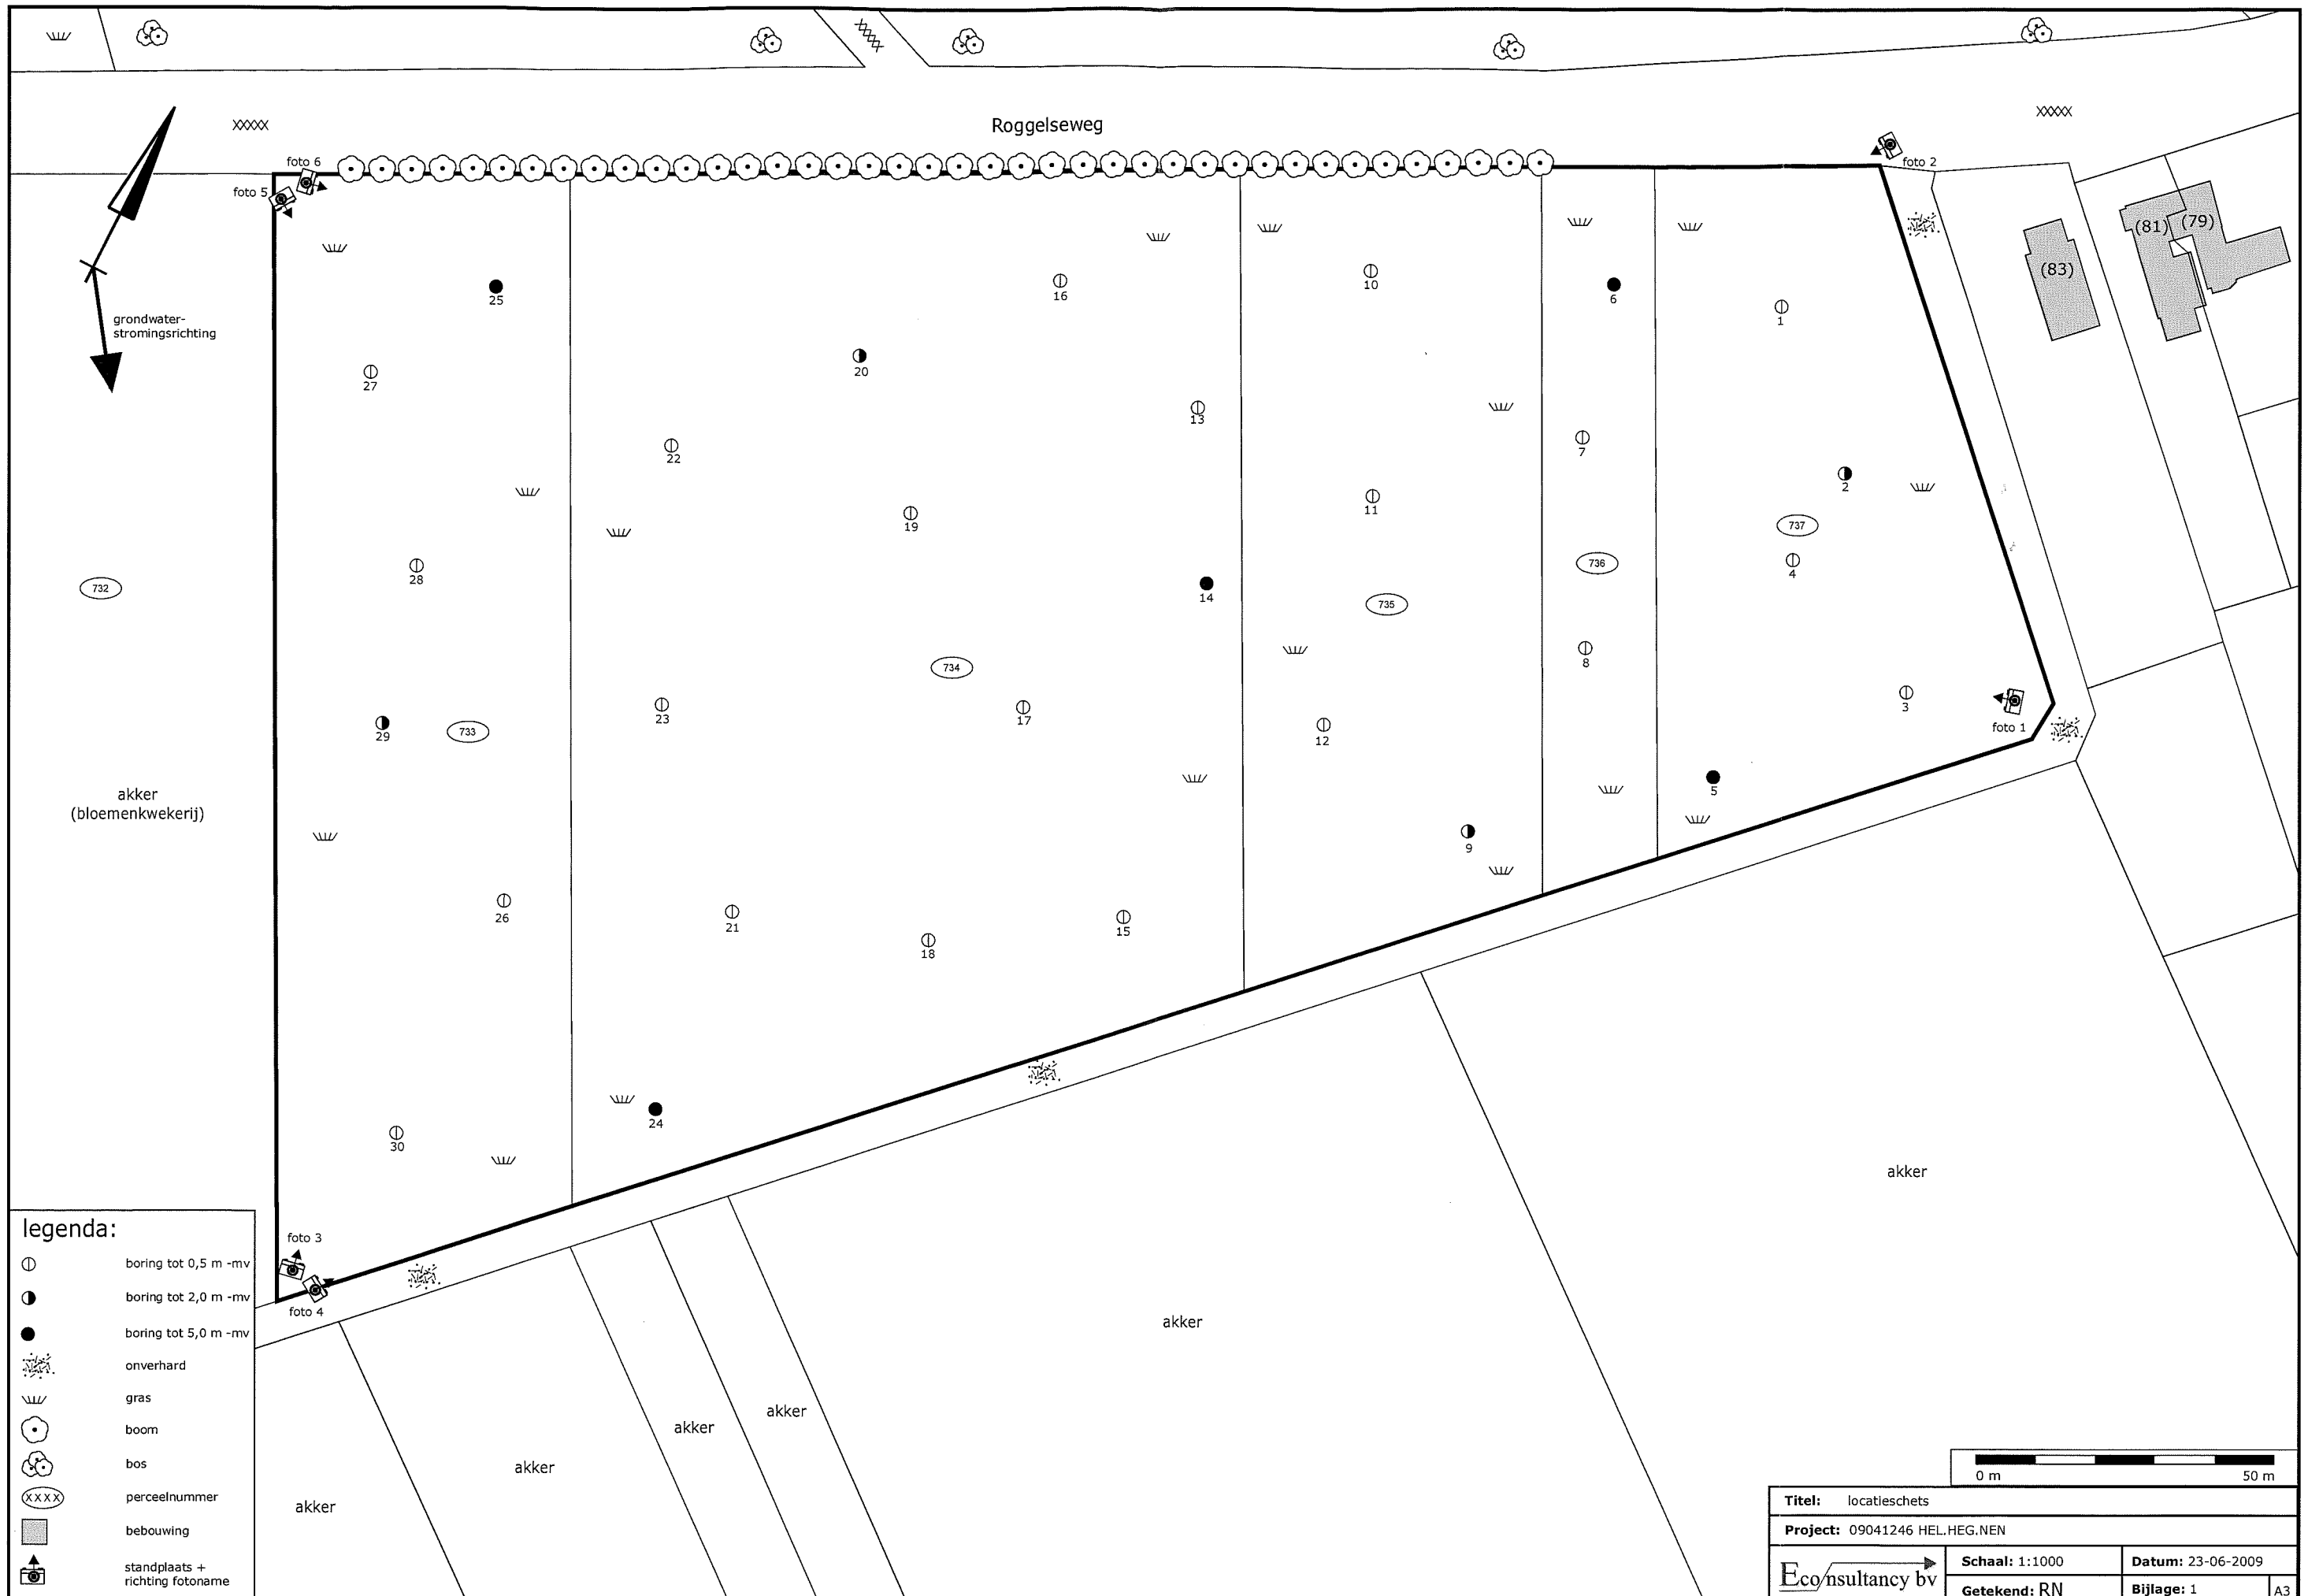 Roggelseweg
foto 6
foto 5
foto 2
(81)
(79)
(83)
grondwater-
stromingsrichting
25
16
10
6
1
27
20
13
22
7
2
19
11
737
28
736
4
732
14
735
734
8
23
17
3
29
733
12
foto 1
akker
(bloemenkwekerij)
5
9
26
21
18
15
24
30
akker
foto 3
foto 4
akker
akker
akker
akker
akker
legenda:
boring tot 0,5 m -mv
boring tot 2,0 m -mv
boring tot 5,0 m -mv
onverhard
gras
boom
bos
XXXX perceelnummer
bebouwing
standplaats +
richting fotoname
0 m 50 m
Titel: locatieschets
Project: 09041246 HEL.HEG.NEN
Econsultancy bv
Schaal: 1:1000 Datum: 23-06-2009
Getekend: RN Bijlage: 1 A3